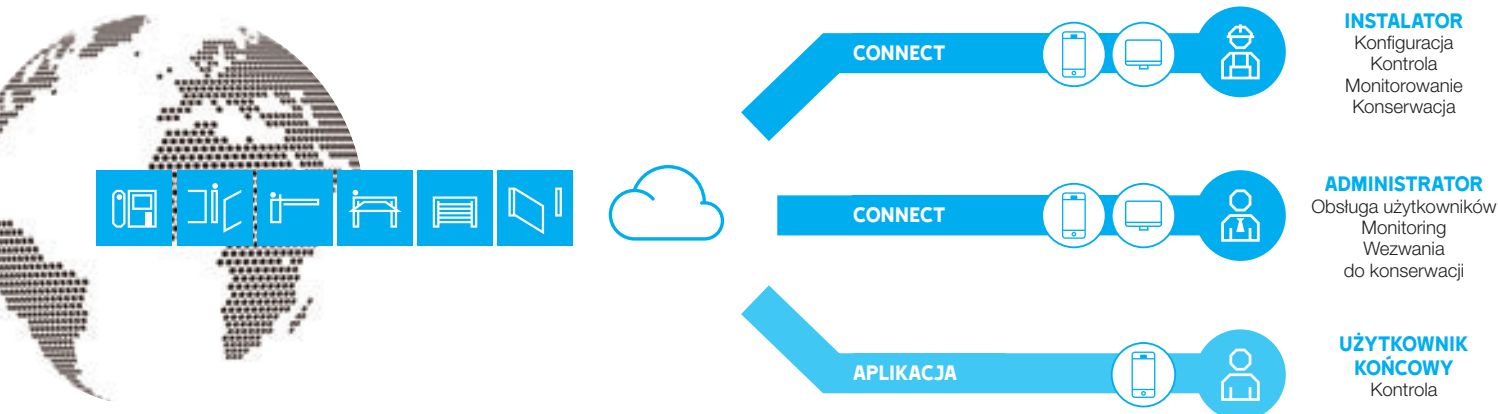 CONNECT
INSTALATOR
Konfiguracja
Kontrola
Monitorowanie
Konserwacja
CONNECT
ADMINISTRATOR
Obsługa użytkowników
Monitoring
Wezwania
do konserwacji
APLIKACJA
UŻYTKOWNIK
KOŃCOWY
Kontrola